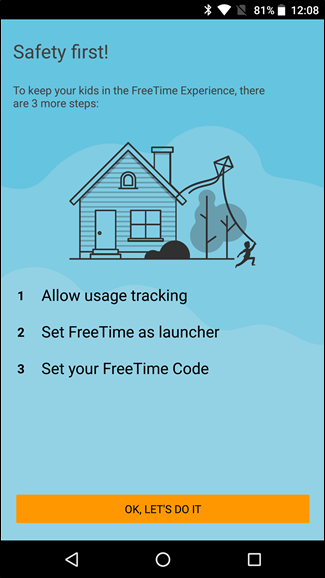 81% 12:08
Safety first!
To keep your kids in the FreeTime Experience, there
are 3 more steps:
1 Allow usage tracking
2 Set FreeTime as launcher
3 Set your FreeTime Code
OK, LET'S DO IT